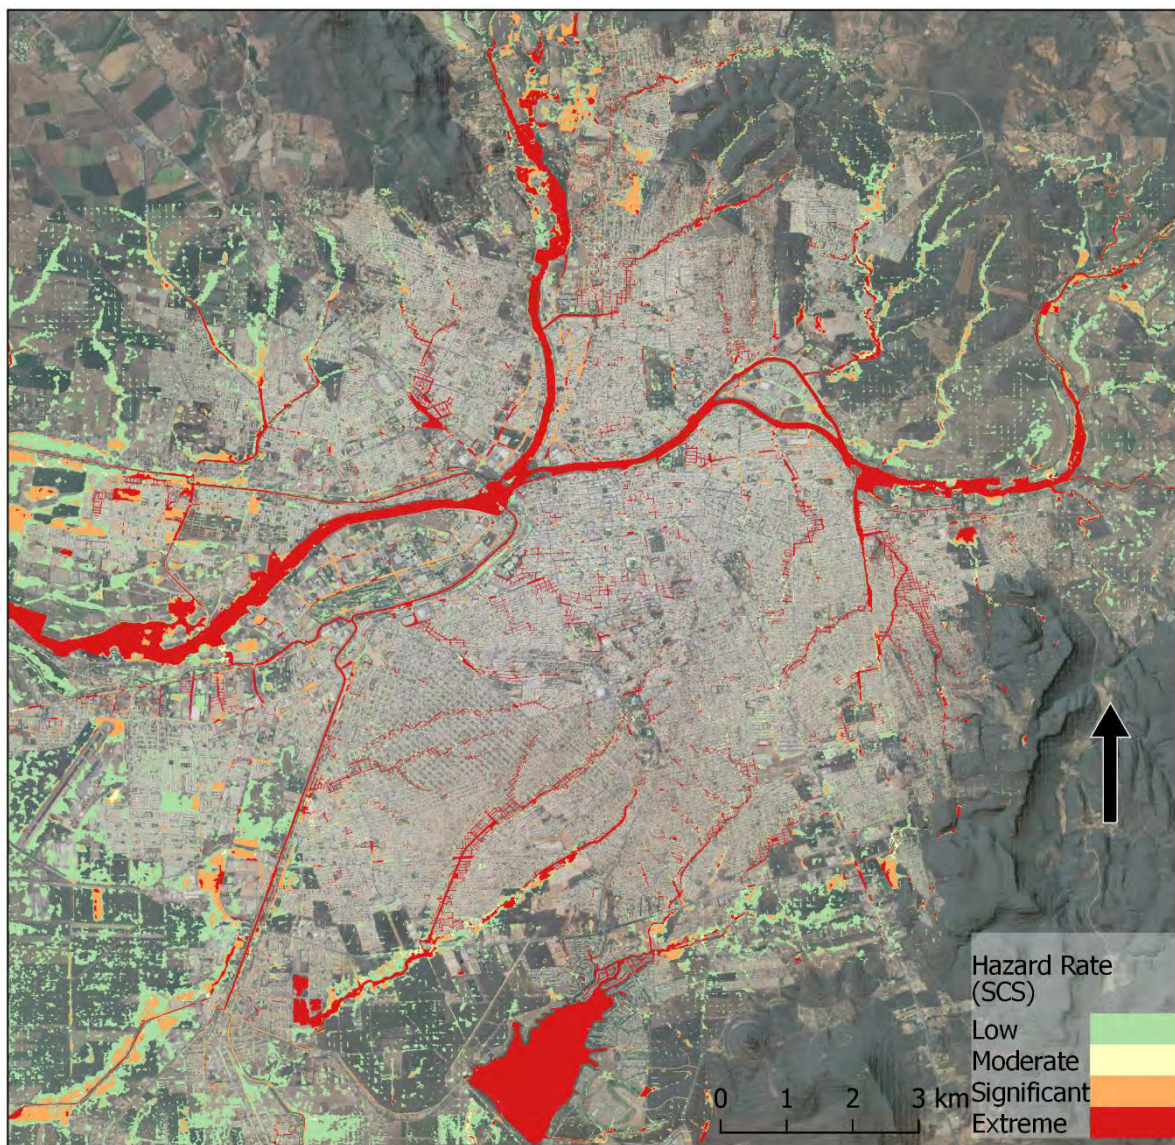 Hazard Rate
(SCS)
Low
Moderate
Significant
Extreme
0 1 2 3 km